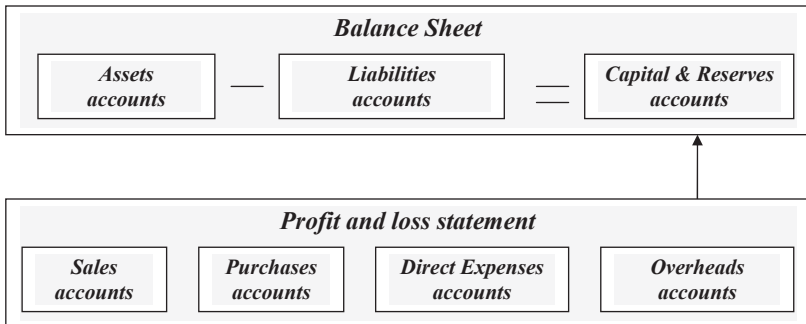 Balance Sheet
Assets
accounts
Liabilities
accounts
Capital & Reserves
accounts
Profit and loss statement
Sales
accounts
Purchases
accounts
Direct Expenses
accounts
Overheads
accounts